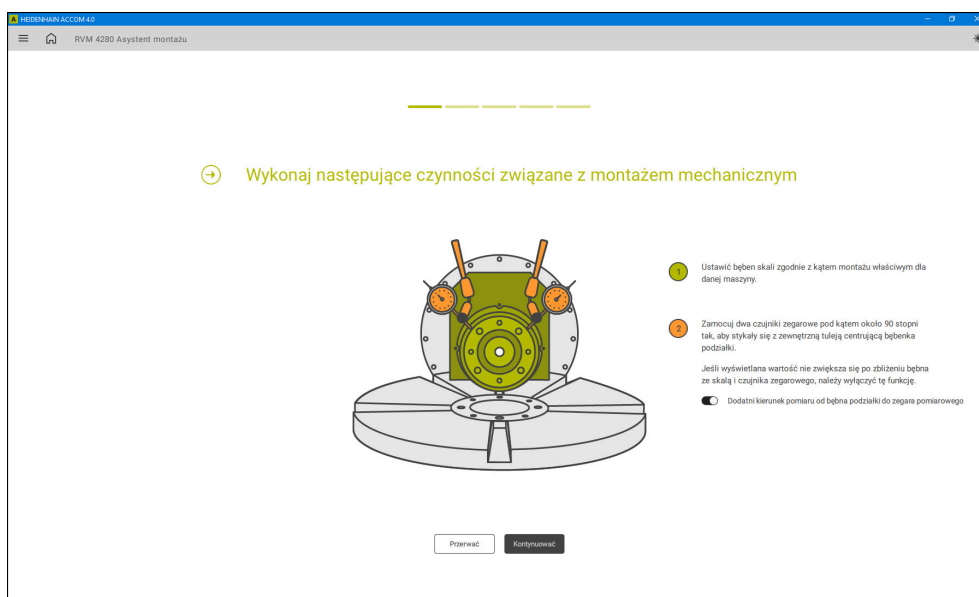 HEIDENHAIN ACCOM 4.0
RVM 4280 Asystent montażu
Wykonaj następujące czynności związane z montażem mechanicznym
1
Ustawić bęben skali zgodnie z kątem montażu właściwym dla
danej maszyny.
2
Zamocuj dwa czujniki zegarowe pod kątem około 90 stopni
tak, aby stykały się z zewnętrzną tuleją centrującą bębenka
podziałki.
Jeśli wyświetlana wartość nie zwiększa się po zbliżeniu bębna
ze skalą i czujnika zegarowego, należy wyłączyć tę funkcję.
Dodatni kierunek pomiaru od bębna podziałki do zegara pomiarowego
Przerwać
Kontynuować